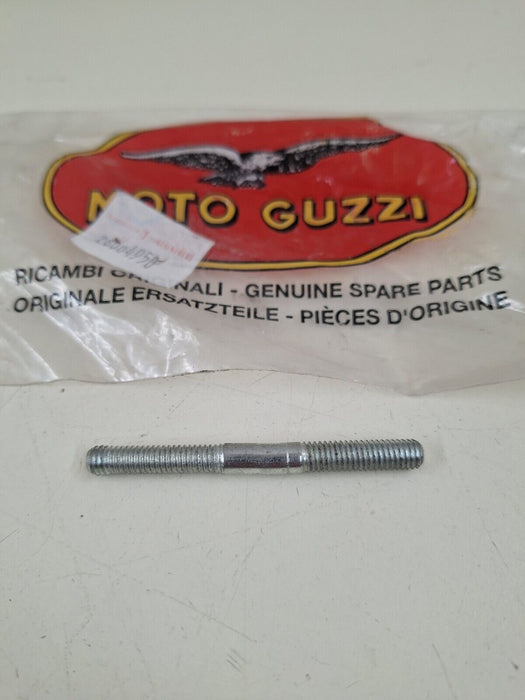 MOTO GUZZI
RICAMBI ORIGINALI - GENUINE SPARE PARTS
ORIGINALE ERSATZTEILE - PIÈCES D'ORIGINE